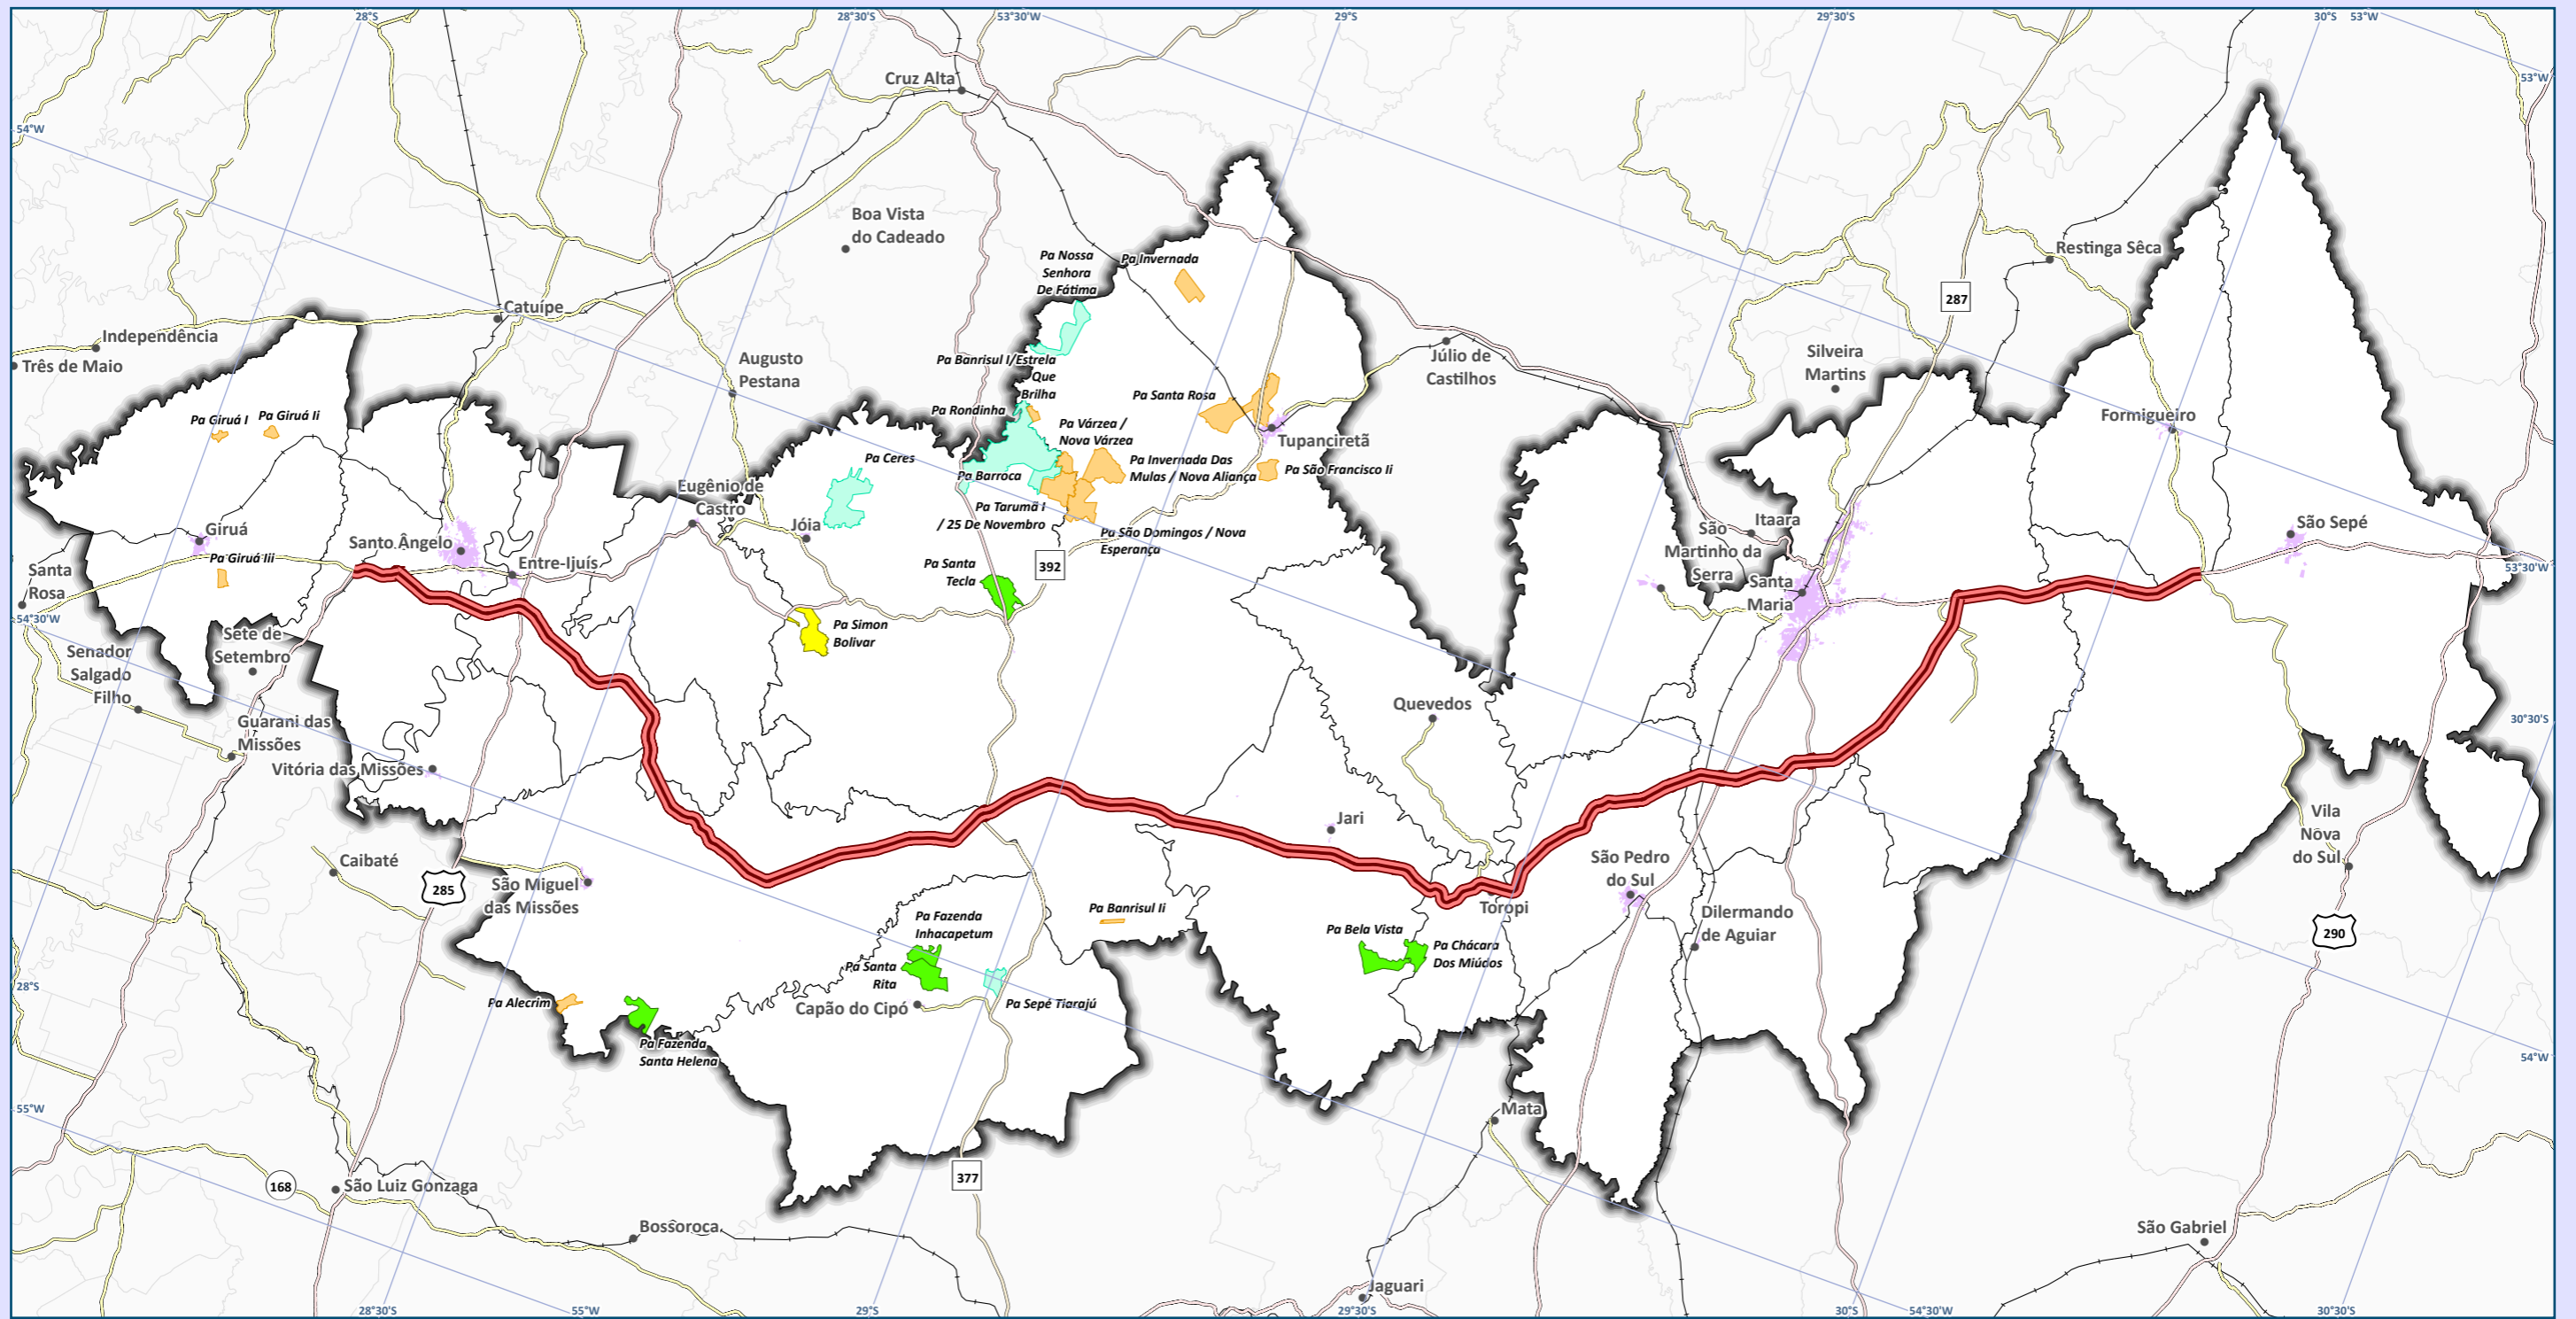 28°S
28°30'S
53°30'W
29°S
29°30'S
30°S
53°W
53°W
Cruz Alta
54°W
Boa Vista
do Cadeado
Restinga Sêca
Pa Nossa
Senhora
De Fátima
Pa Invernada
287
Catuípe
Independência
Três de Maio
Augusto
Pestana
Pa Banrisul I/Estrela
Que
Brilha
Júlio de
Castilhos
Silveira
Martins
Pa Santa Rosa
Pa Rondinha
Formigueiro
Pa Giruá I
Pa Giruá Ii
Pa Várzea /
Nova Várzea
Tupanciretã
Pa Ceres
Pa Invernada Das
Mulas / Nova Aliança
Pa São Francisco Ii
Pa Barroca
Eugênio de
Castro
Pa Tarumã I
/ 25 De Novembro
Jóia
Giruá
Santo Ângelo
Pa São Domingos / Nova
Esperança
São
Martinho da
Serra
Itaara
São Sepé
Pa Giruá Iii
Entre-Ijuís
Pa Santa
Tecla
392
53°30'W
Santa
Rosa
Santa
Maria
54°30'W
Sete de
Setembro
Pa Simon
Bolivar
Senador
Salgado
Filho
Quevedos
Guarani das
Missões
30°30'S
Vitória das Missões
Jari
Vila
Nova
do Sul
Caibaté
285
São Miguel
das Missões
São Pedro
do Sul
Toropi
Pa Banrisul Ii
Pa Fazenda
Inhacapetum
Dilermando
de Aguiar
290
Pa Bela Vista
Pa Chácara
Dos Miúdos
Pa Santa
Rita
28°S
Pa Alecrim
Capão do Cipó
Pa Sepé Tiarajú
Pa Fazenda
Santa Helena
54°W
55°W
Mata
168
São Luiz Gonzaga
377
Bossoroca
São Gabriel
Jaguari
28°30'S
55°W
29°S
29°30'S
30°S
54°30'W
30°30'S